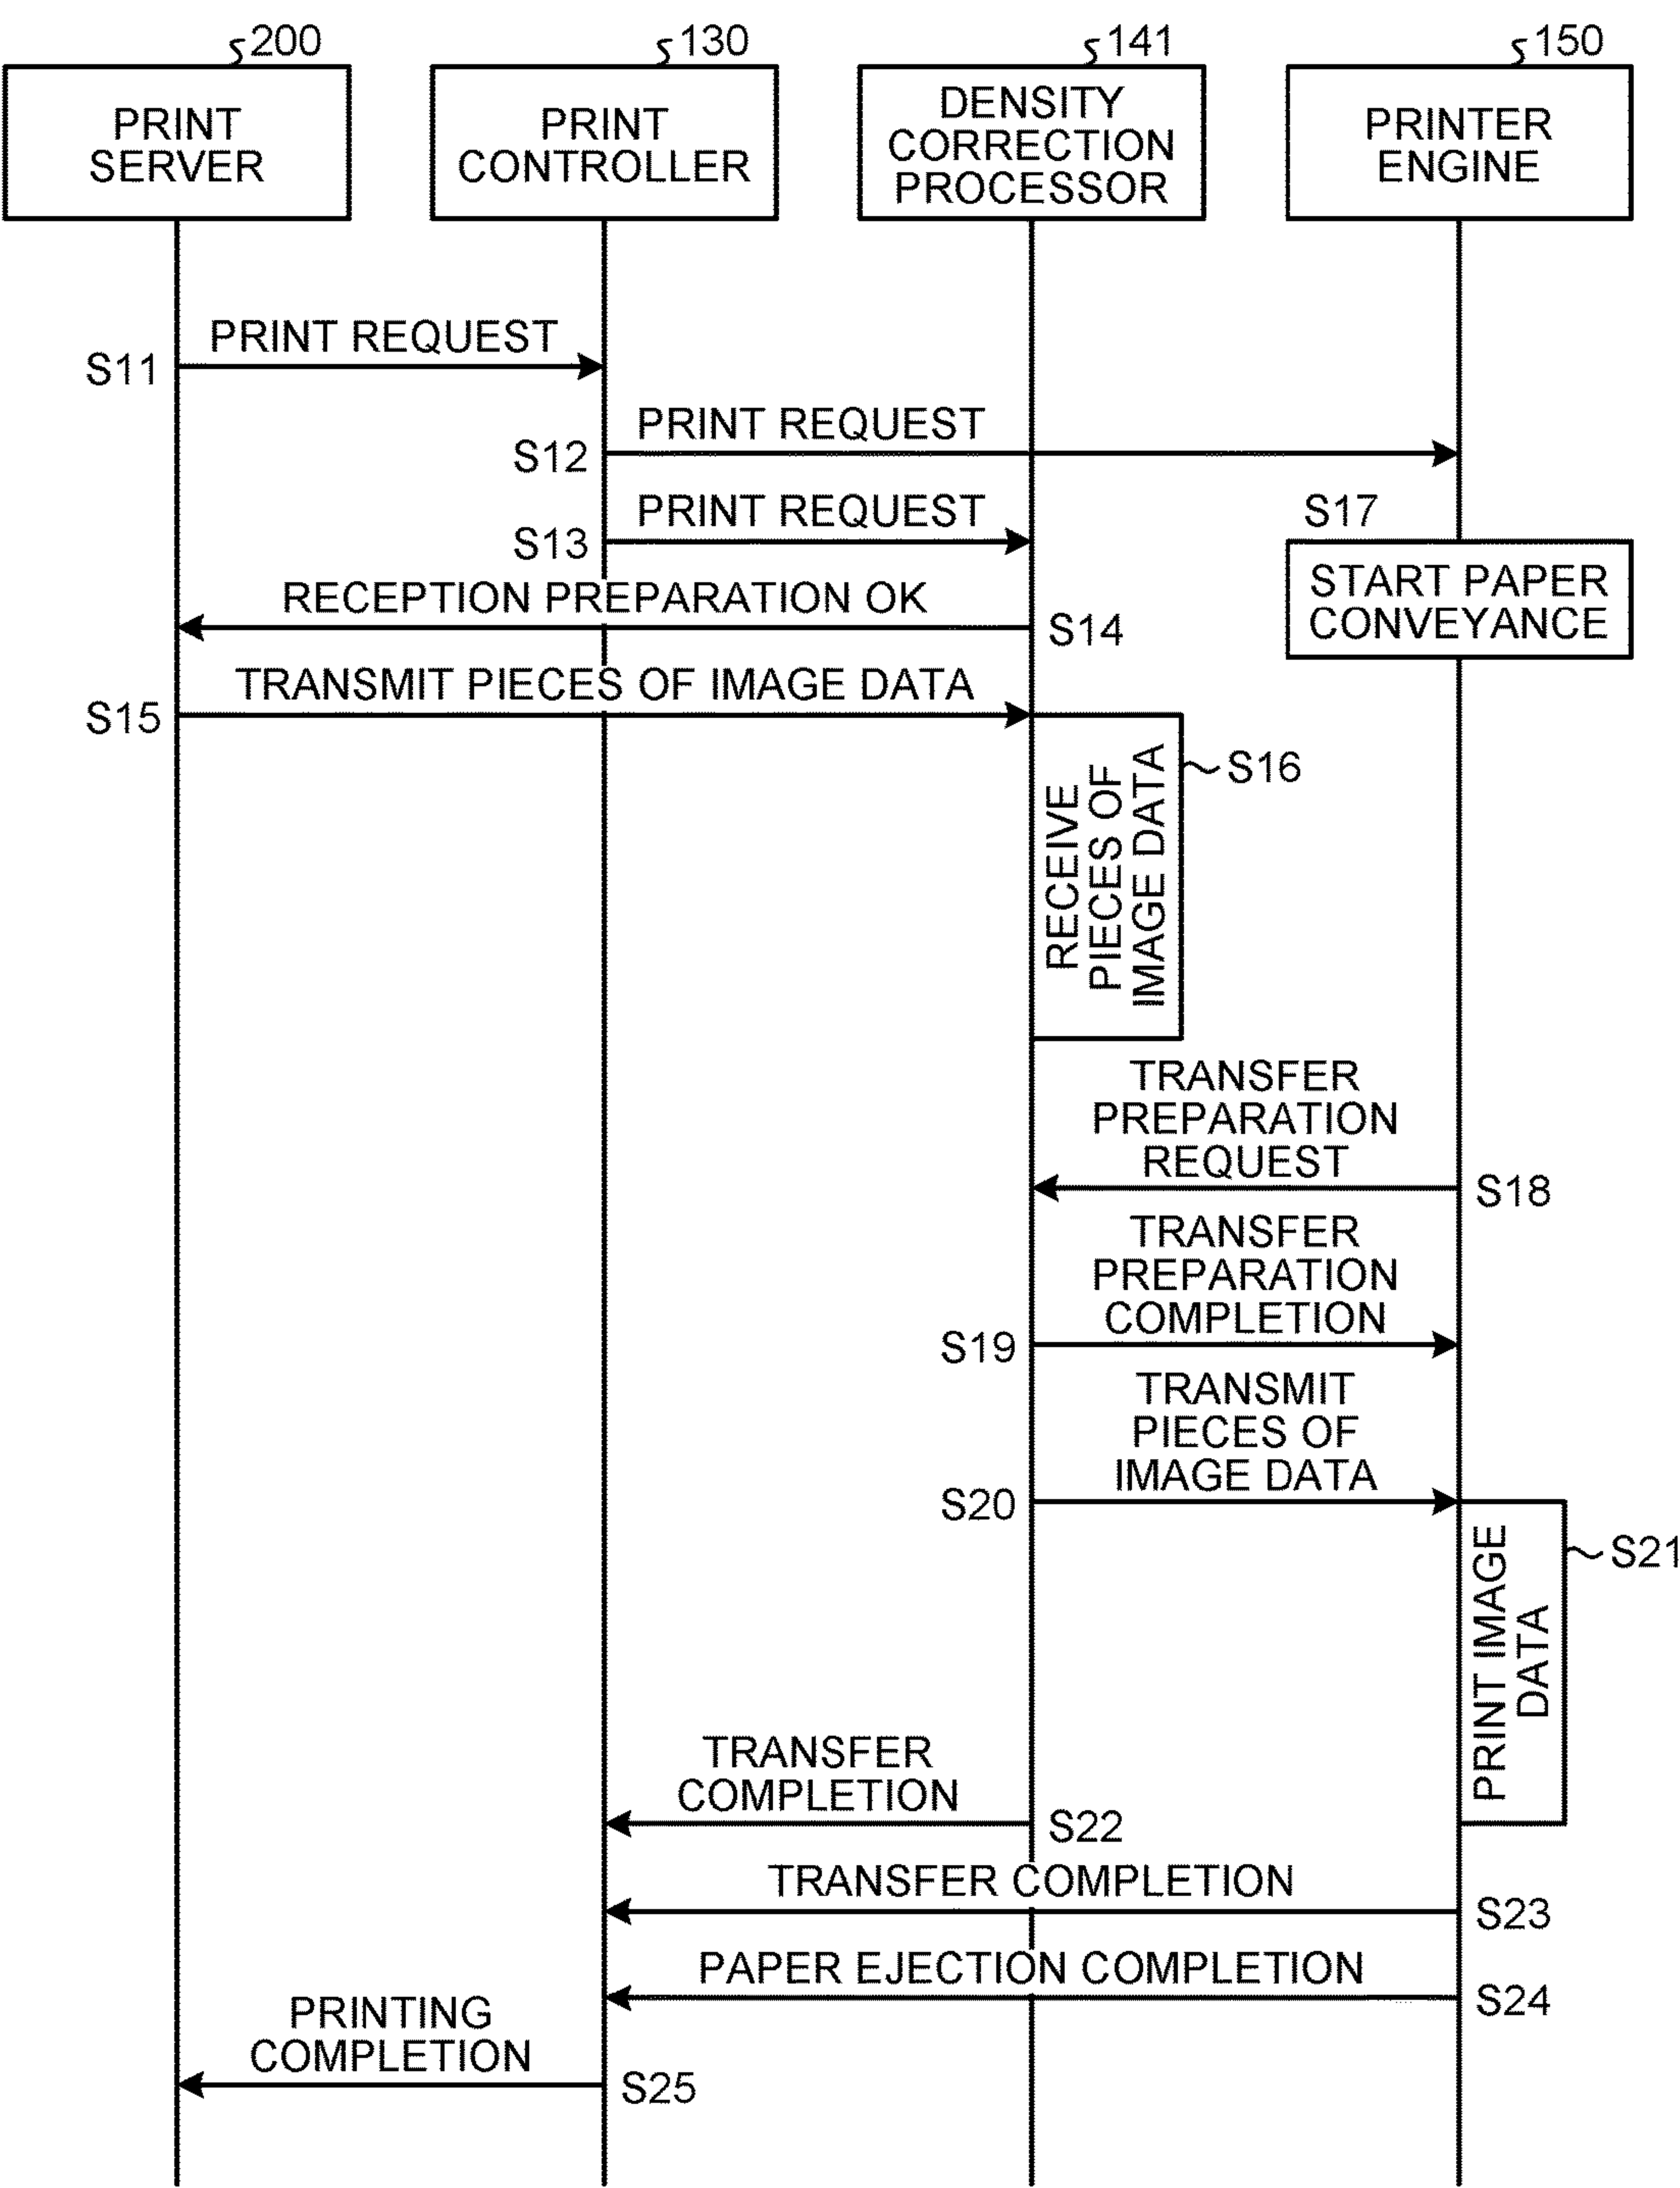 200
130
141
150
PRINT
SERVER
PRINT
CONTROLLER
DENSITY
CORRECTION
PROCESSOR
PRINTER
ENGINE
PRINT REQUEST
S11
PRINT REQUEST
S12
PRINT REQUEST
S13
S17
START PAPER
CONVEYANCE
RECEPTION PREPARATION OK
S14
TRANSMIT PIECES OF IMAGE DATA
S15
RECEIVE
PIECES OF
IMAGE DATA
S16
TRANSFER
PREPARATION
REQUEST
S18
TRANSFER
PREPARATION
COMPLETION
S19
TRANSMIT
PIECES OF
IMAGE DATA
S20
PRINT IMAGE
DATA
S21
TRANSFER
COMPLETION
S22
TRANSFER COMPLETION
S23
PAPER EJECTION COMPLETION
S24
PRINTING
COMPLETION
S25